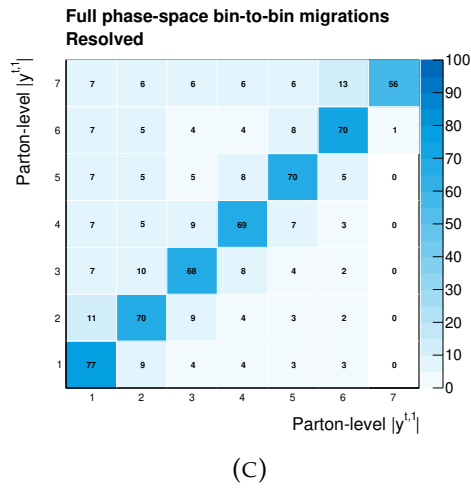 Full phase-space bin-to-bin migrations
Resolved
Parton-level |y^{t,1}|
7 7 6 6 6 6 13 56
6 7 5 4 4 8 70 1
5 7 5 5 8 70 5 0
4 7 5 9 69 7 3 0
3 7 10 68 8 4 2 0
2 11 70 9 4 3 2 0
1 77 9 4 4 3 3 0
1 2 3 4 5 6 7
Parton-level |y^{t,1}|
100
90
80
70
60
50
40
30
20
10
0
(C)